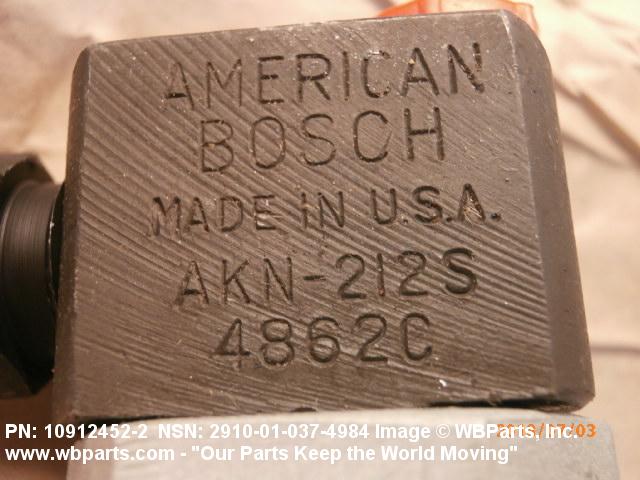 AMERICAN
BOSCH
MADE IN U.S.A.
AKN-212S
4862C
PN: 10912452-2 NSN: 2910-01-037-4984 Image © WBParts, Inc.
www.wbparts.com - "Our Parts Keep the World Moving"